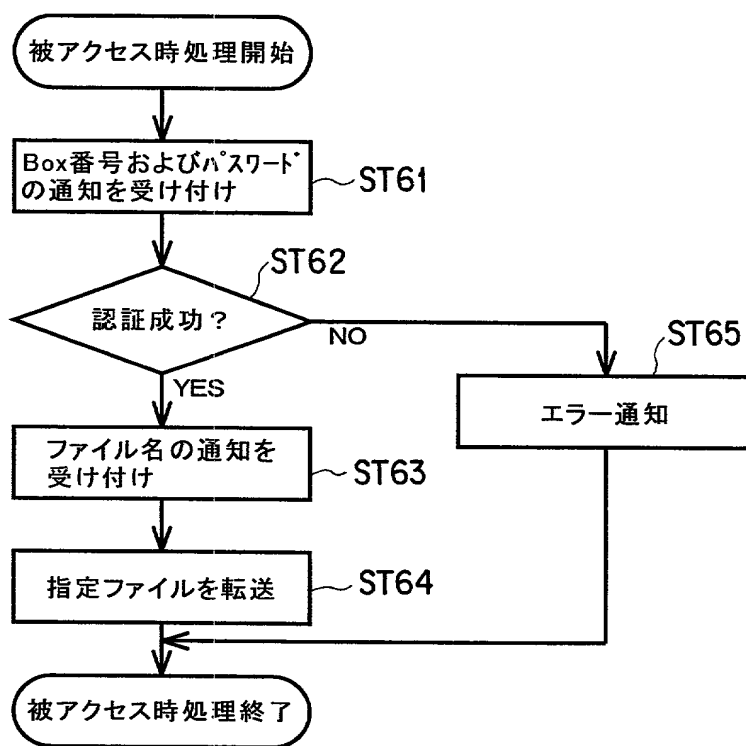 被アクセス時処理開始
Box番号およびﾊﾟｽﾜｰﾄﾞ
の通知を受け付け
ST61
ST62
認証成功？
NO
YES
ST65
エラー通知
ファイル名の通知を
受け付け
ST63
指定ファイルを転送
ST64
被アクセス時処理終了